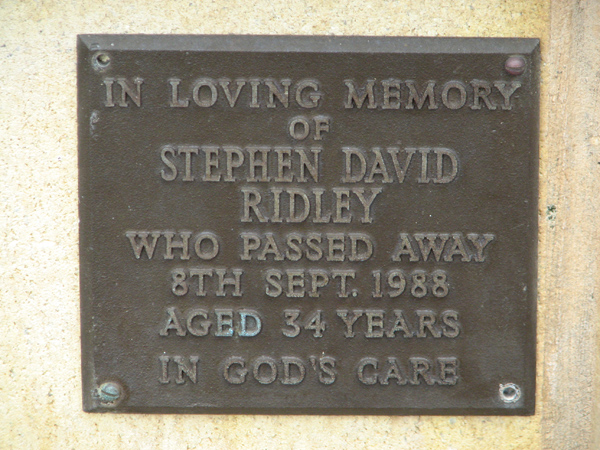 IN LOVING MEMORY
OF
STEPHEN DAVID
RIDLEY
WHO PASSED AWAY
8TH SEPT. 1988
AGED 34 YEARS
IN GOD'S CARE